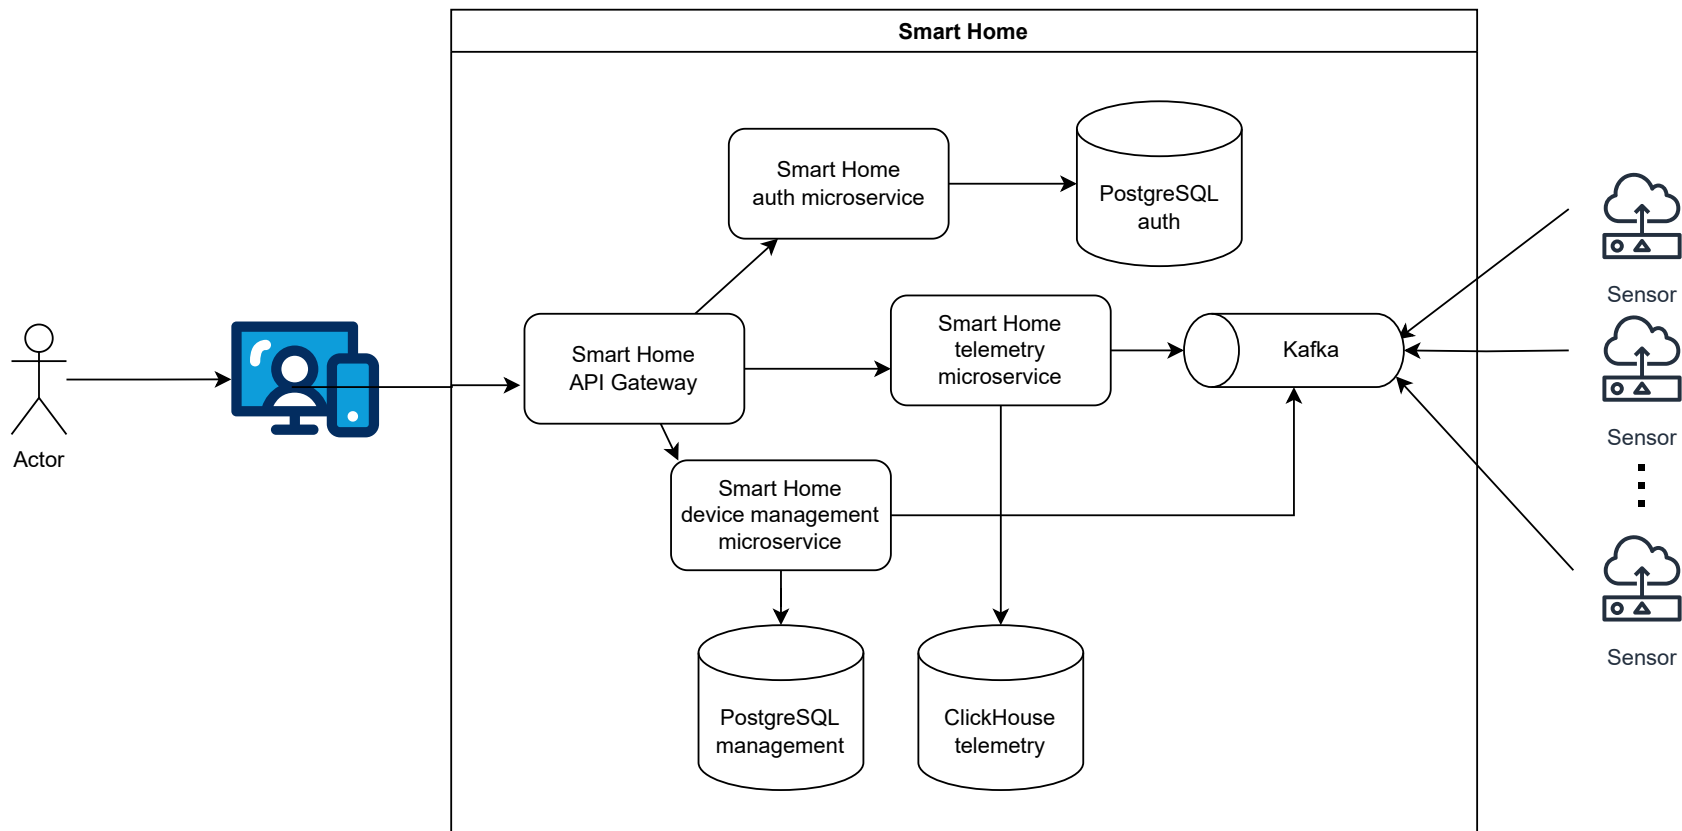 Smart Home
Smart Home
auth microservice
PostgreSQL
auth
Sensor
Smart Home
API Gateway
Smart Home
telemetry
microservice
Kafka
Sensor
Actor
Smart Home
device management
microservice
Sensor
PostgreSQL
management
ClickHouse
telemetry